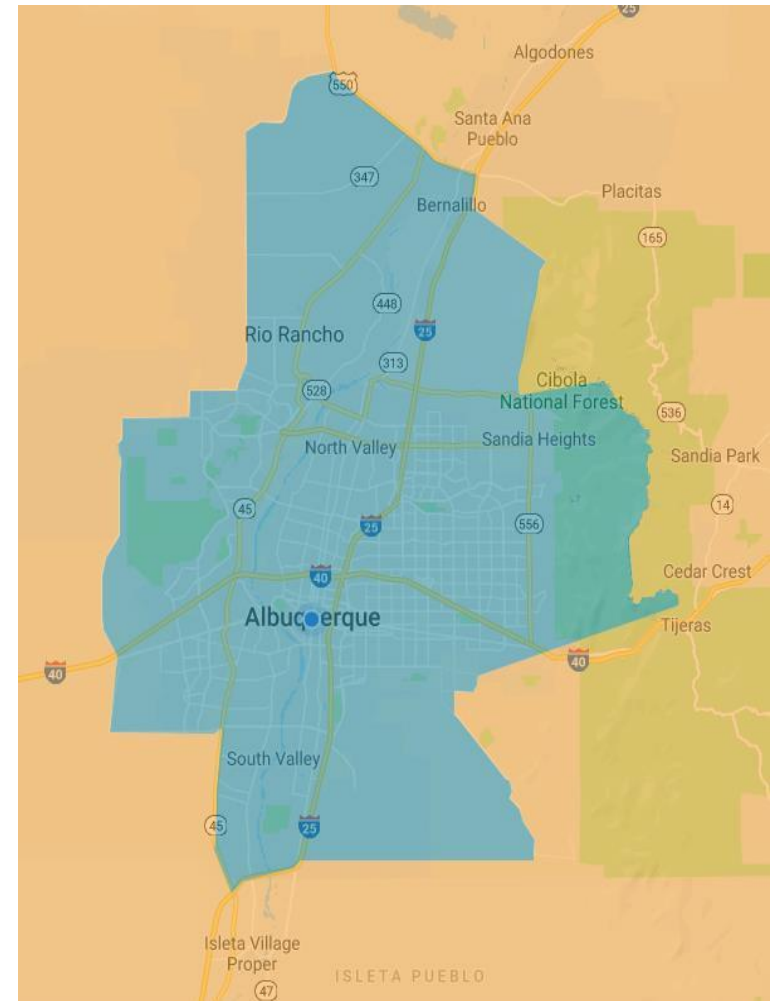 25
Algodones
550
Santa Ana
Pueblo
347
Bernalillo
Placitas
165
448
Rio Rancho
25
313
528
Cibola
National Forest
536
North Valley
Sandia Heights
Sandia Park
45
14
25
556
40
Cedar Crest
Albuquerque
Tijeras
40
40
South Valley
45
25
Isleta Village
Proper
ISLETA PUEBLO
47